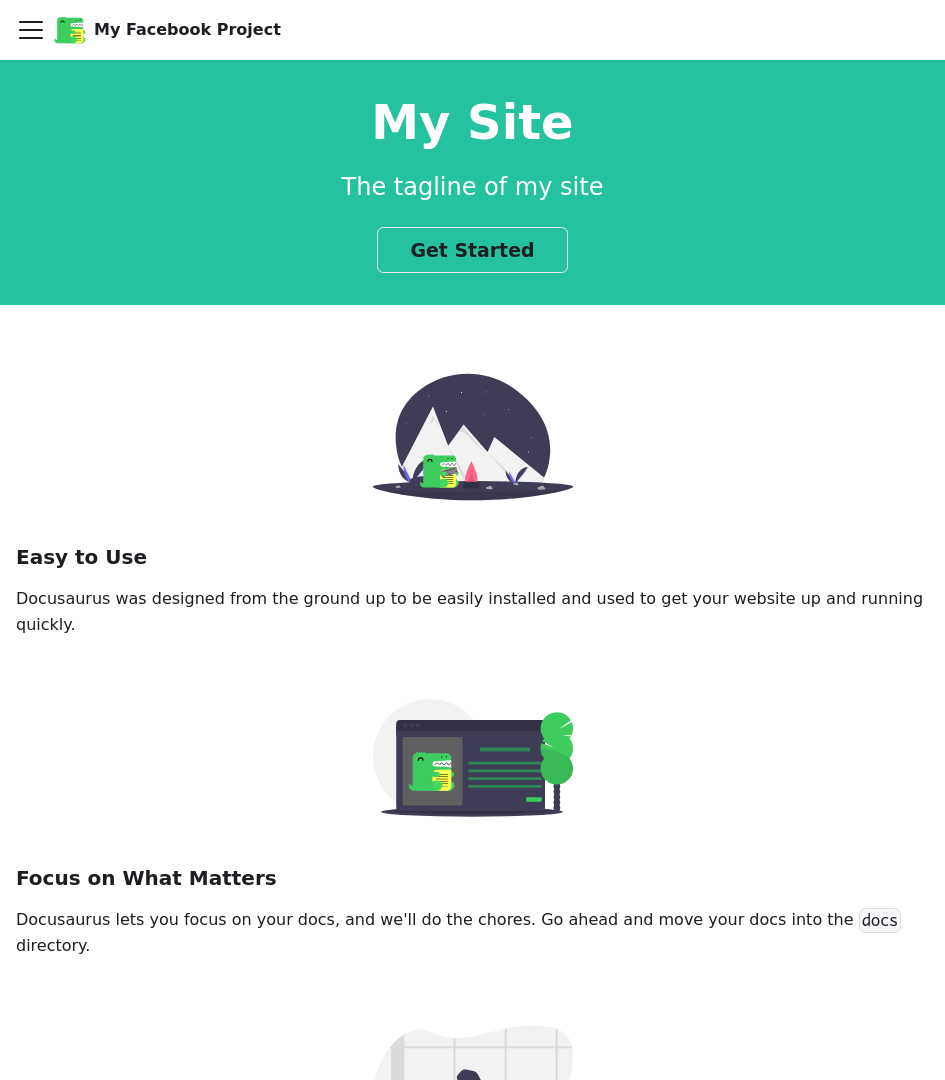 My Facebook Project
My Site
The tagline of my site
Get Started
Easy to Use
Docusaurus was designed from the ground up to be easily installed and used to get your website up and running
quickly.
Focus on What Matters
Docusaurus lets you focus on your docs, and we'll do the chores. Go ahead and move your docs into the docs
directory.